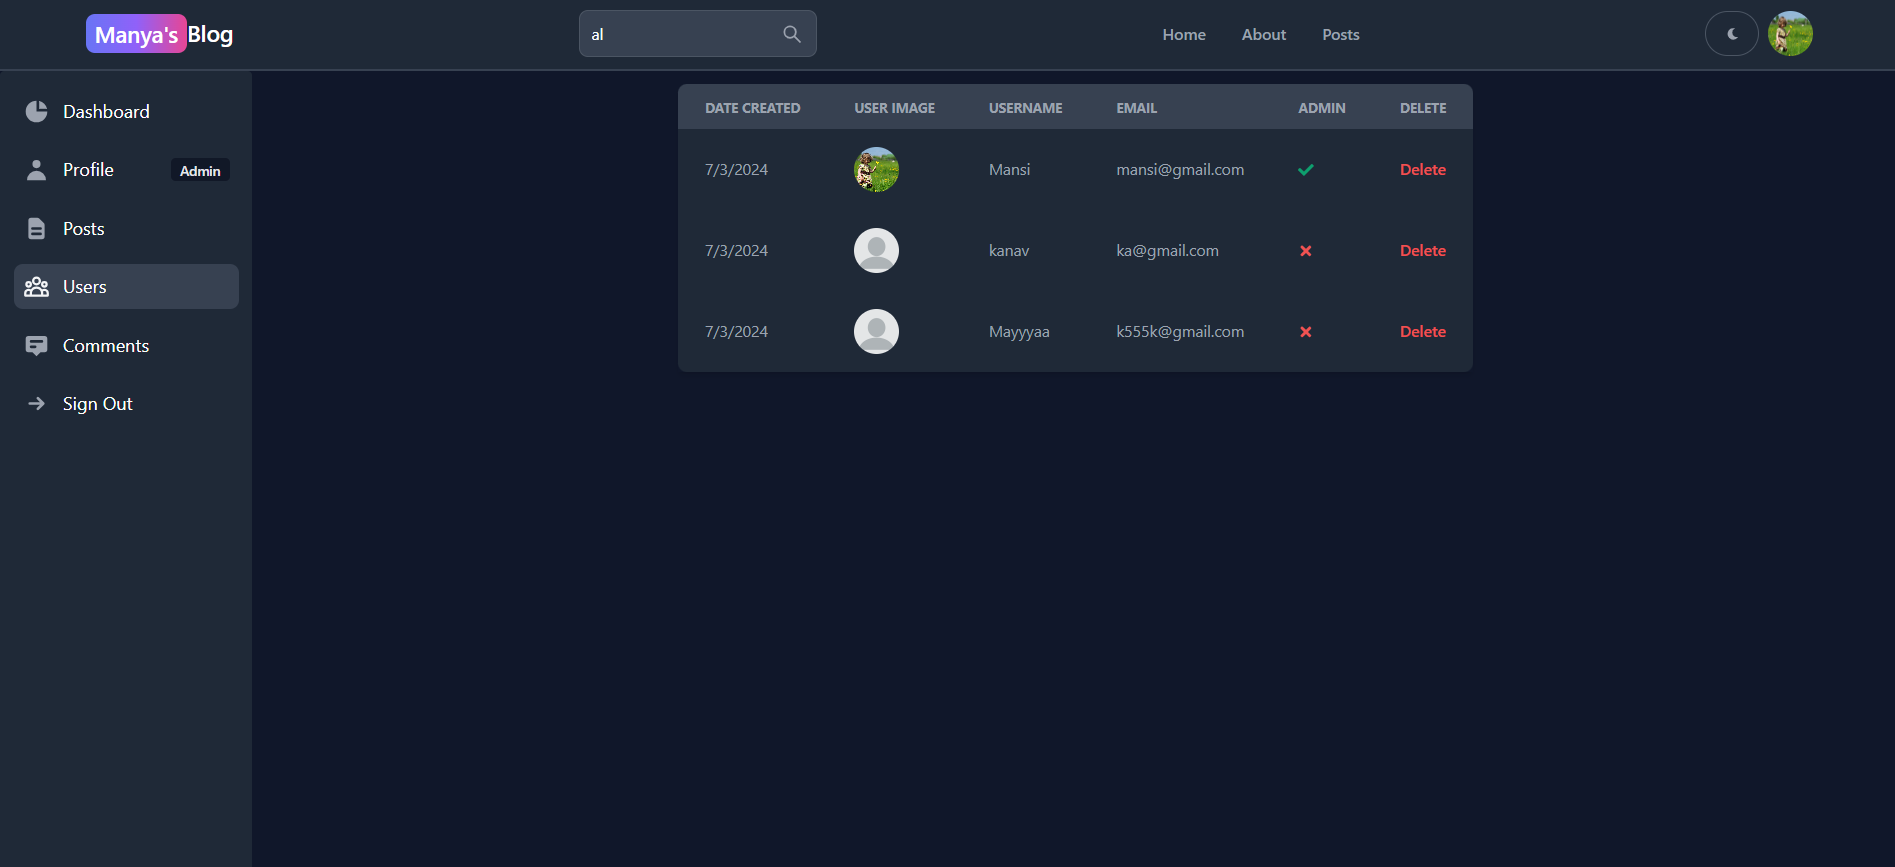 Manya's Blog
al
Home About Posts
Dashboard
Profile Admin
Posts
Users
Comments
Sign Out
DATE CREATED USER IMAGE USERNAME EMAIL ADMIN DELETE
7/3/2024 Mansi mansi@gmail.com Delete
7/3/2024 kanav ka@gmail.com Delete
7/3/2024 Mayyyaa k555k@gmail.com Delete